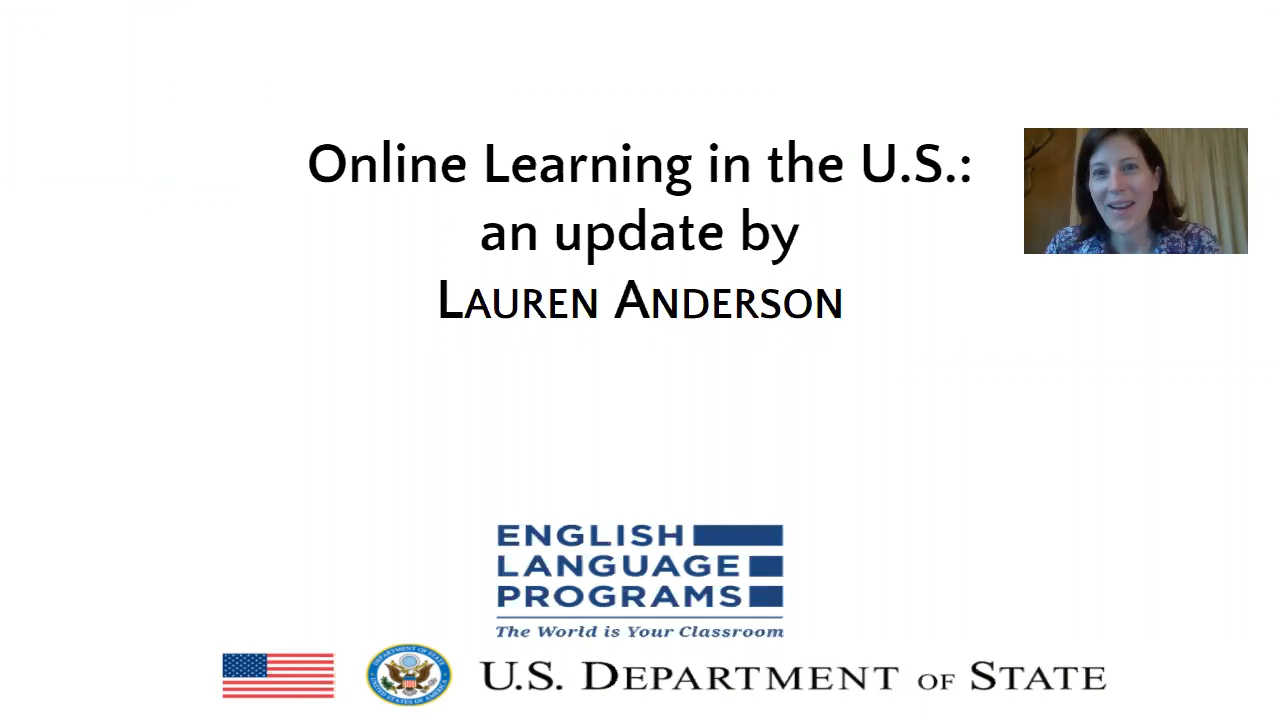 Online Learning in the U.S.:
an update by
LAUREN ANDERSON
ENGLISH
LANGUAGE
PROGRAMS
The World is Your Classroom
U.S. DEPARTMENT OF STATE